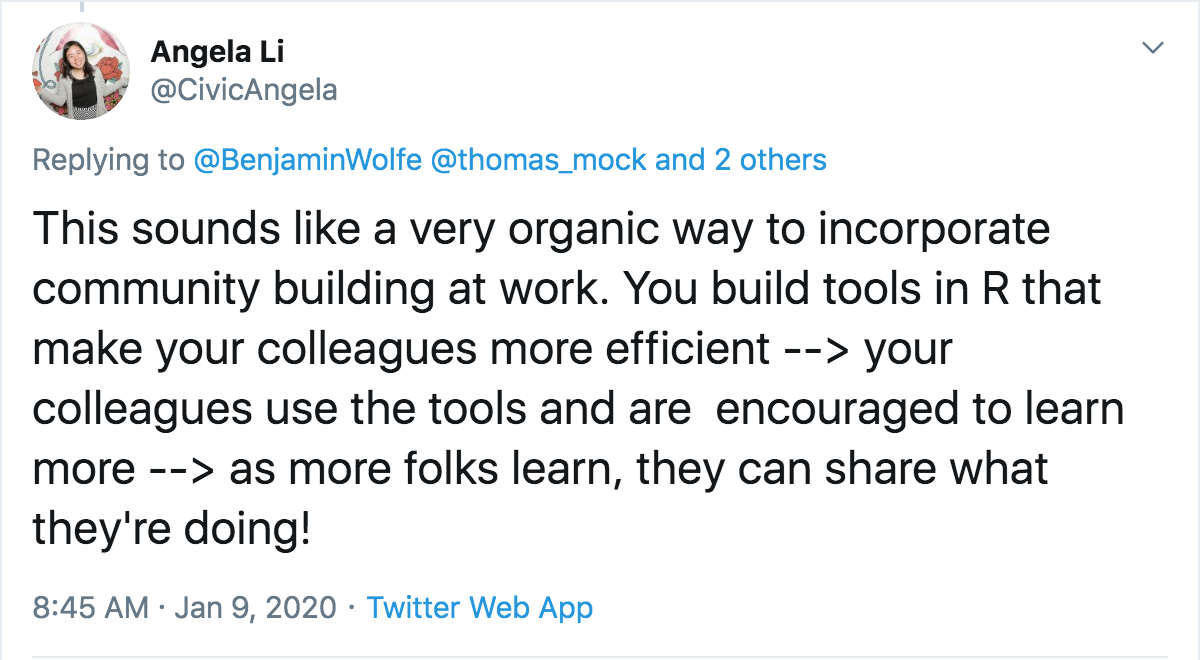 Angela Li
@CivicAngela
Replying to @BenjaminWolfe @thomas_mock and 2 others
This sounds like a very organic way to incorporate
community building at work. You build tools in R that
make your colleagues more efficient --> your
colleagues use the tools and are  encouraged to learn
more --> as more folks learn, they can share what
they're doing!
8:45 AM · Jan 9, 2020 · Twitter Web App